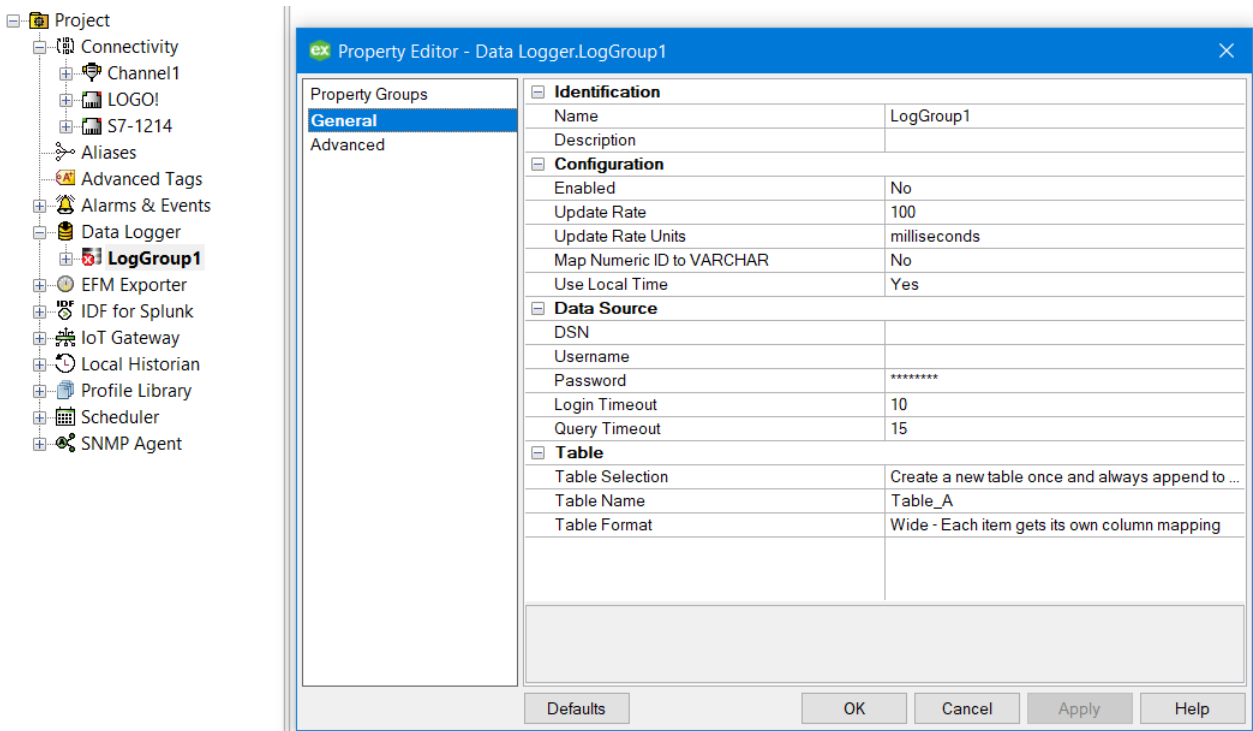 Project
Connectivity
Channel1
LOGO!
S7-1214
Aliases
Advanced Tags
Alarms & Events
Data Logger
LogGroup1
EFM Exporter
IDF for Splunk
IoT Gateway
Local Historian
Profile Library
Scheduler
SNMP Agent
ex Property Editor - Data Logger.LogGroup1
Property Groups
General
Advanced
Identification
Name LogGroup1
Description
Configuration
Enabled No
Update Rate 100
Update Rate Units milliseconds
Map Numeric ID to VARCHAR No
Use Local Time Yes
Data Source
DSN
Username
Password ********
Login Timeout 10
Query Timeout 15
Table
Table Selection Create a new table once and always append to ...
Table Name Table_A
Table Format Wide - Each item gets its own column mapping
Defaults OK Cancel Apply Help